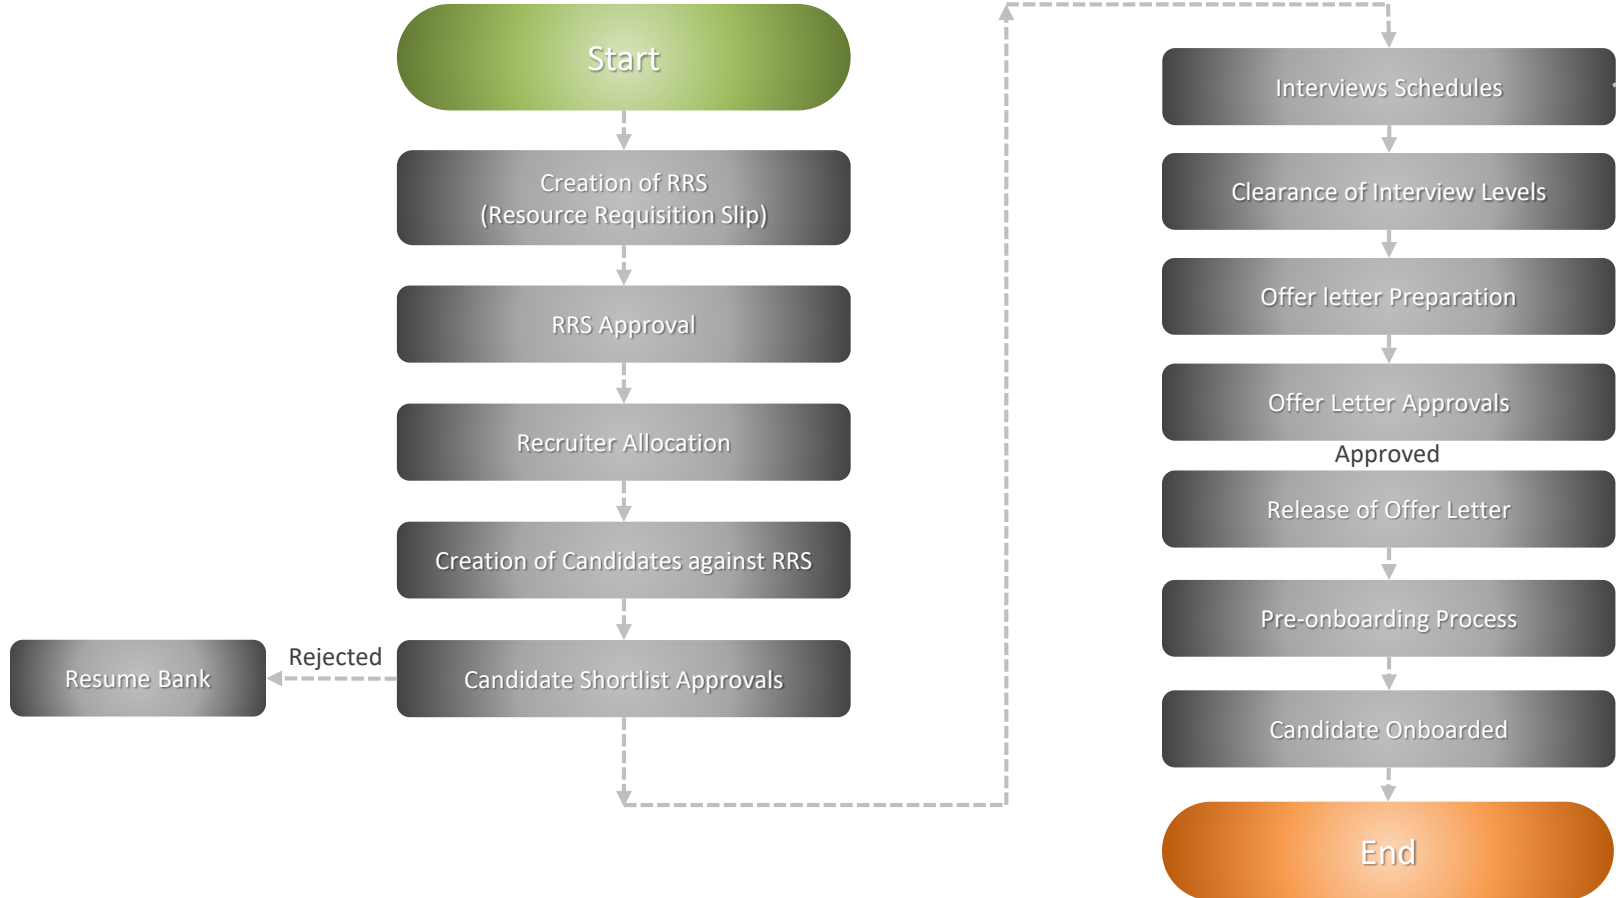 Start
Creation of RRS
(Resource Requisition Slip)
RRS Approval
Recruiter Allocation
Creation of Candidates against RRS
Candidate Shortlist Approvals
Rejected
Resume Bank
Interviews Schedules
Clearance of Interview Levels
Offer letter Preparation
Offer Letter Approvals
Approved
Release of Offer Letter
Pre-onboarding Process
Candidate Onboarded
End